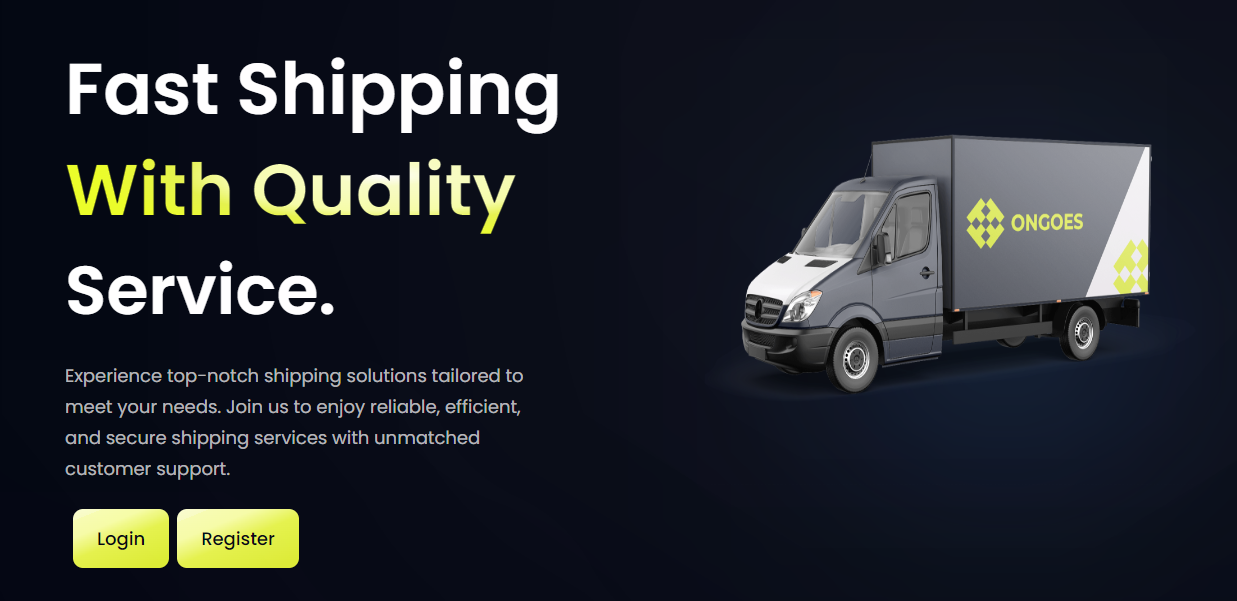 Fast Shipping
With Quality
Service.
ONGOES
Experience top-notch shipping solutions tailored to
meet your needs. Join us to enjoy reliable, efficient,
and secure shipping services with unmatched
customer support.
Login
Register